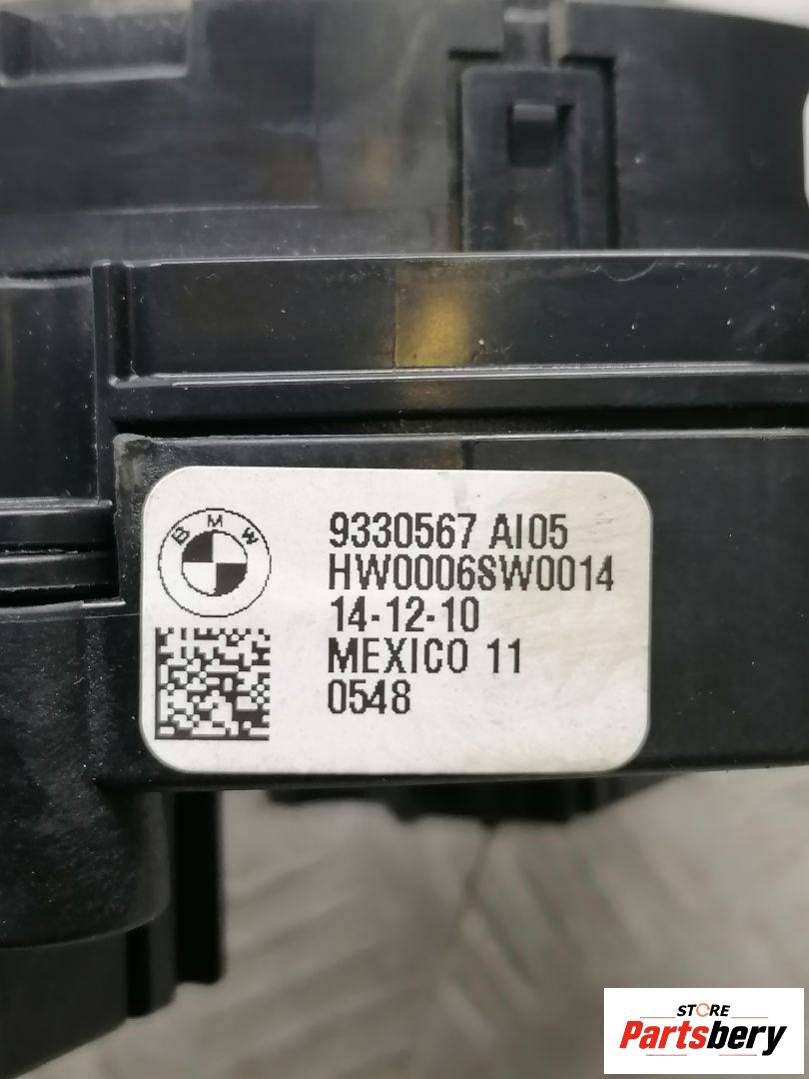 BMW
9330567 AI05
HW0006SW0014
14-12-10
MEXICO 11
0548
STORE
Partsbery